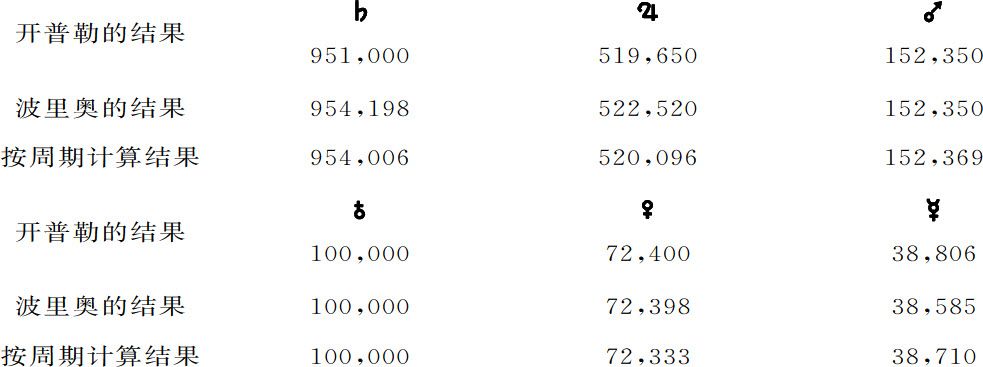 ♄ ♃ ♂
开普勒的结果 951,000 519,650 152,350
波里奥的结果 954,198 522,520 152,350
按周期计算结果 954,006 520,096 152,369
♁ ♀ ☿
开普勒的结果 100,000 72,400 38,806
波里奥的结果 100,000 72,398 38,585
按周期计算结果 100,000 72,333 38,710